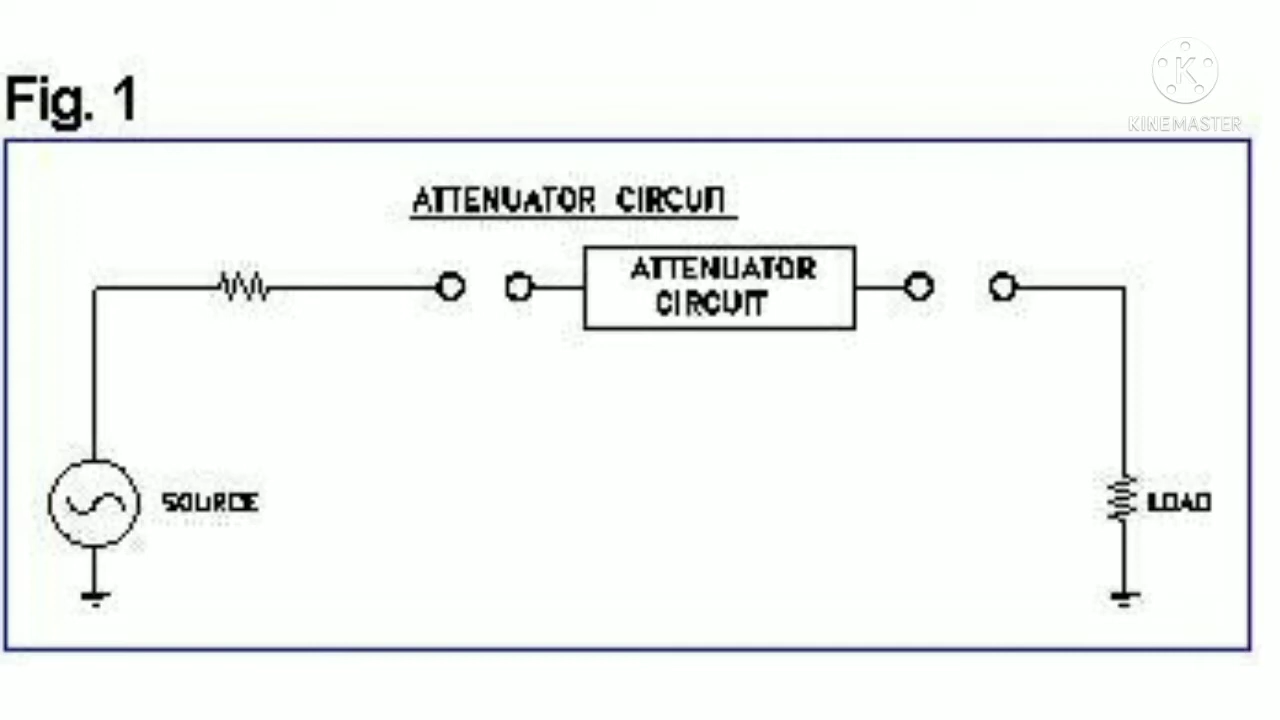 Fig. 1
KINEMASTER
ATTENUATOR CIRCUIT
ATTENUATOR
CIRCUIT
SOURCE
LOAD